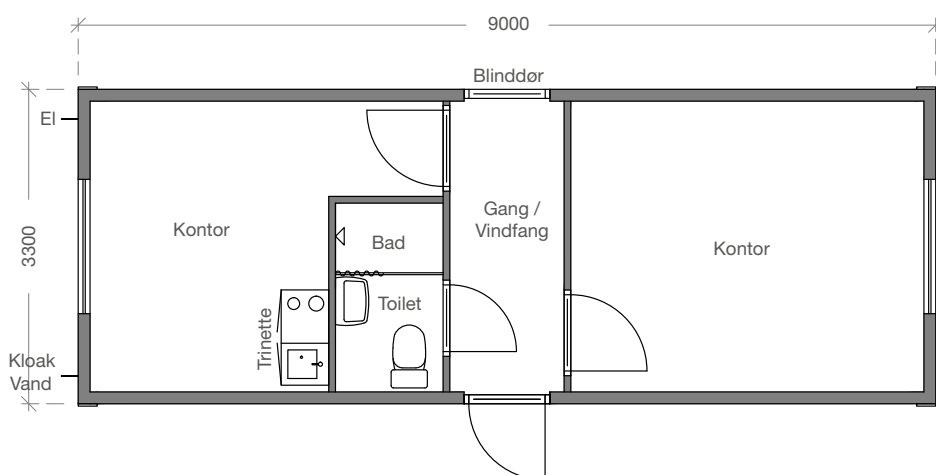 9000
Blinddør
El
3300
Kontor
Bad
Gang /
Vindfang
Kontor
Toilet
Trinette
Kloak
Vand